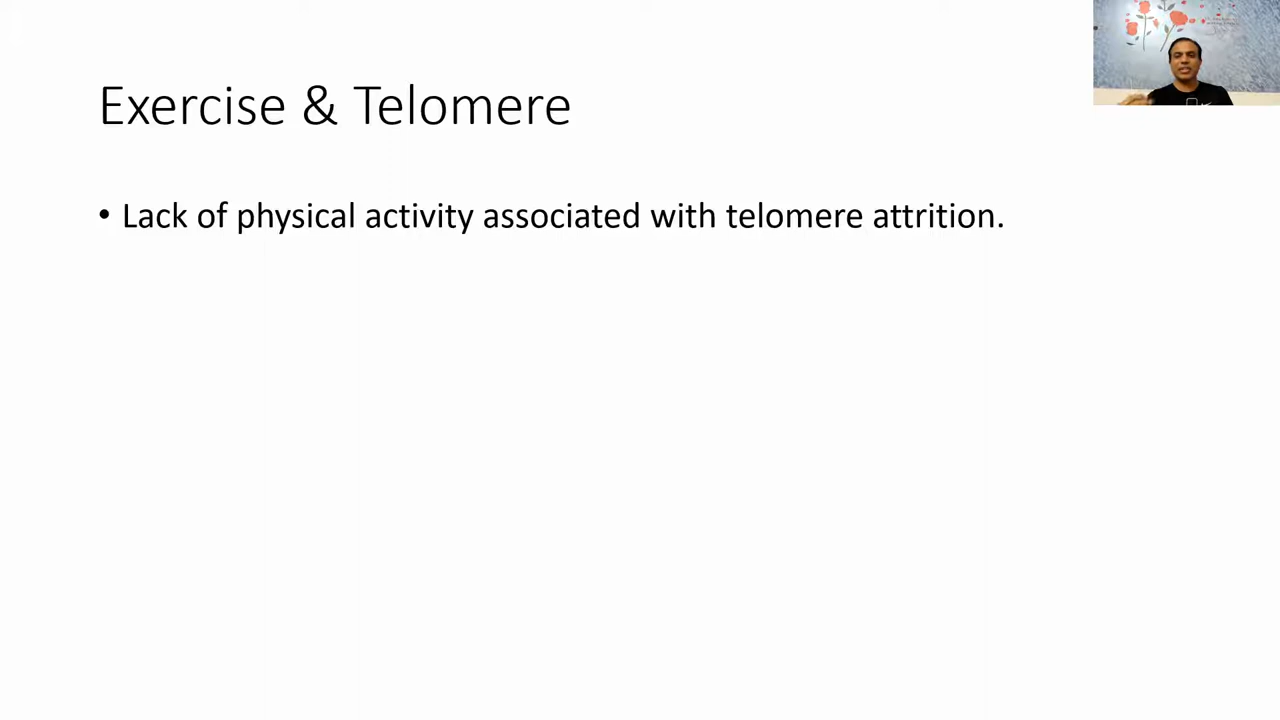 Exercise & Telomere
• Lack of physical activity associated with telomere attrition.